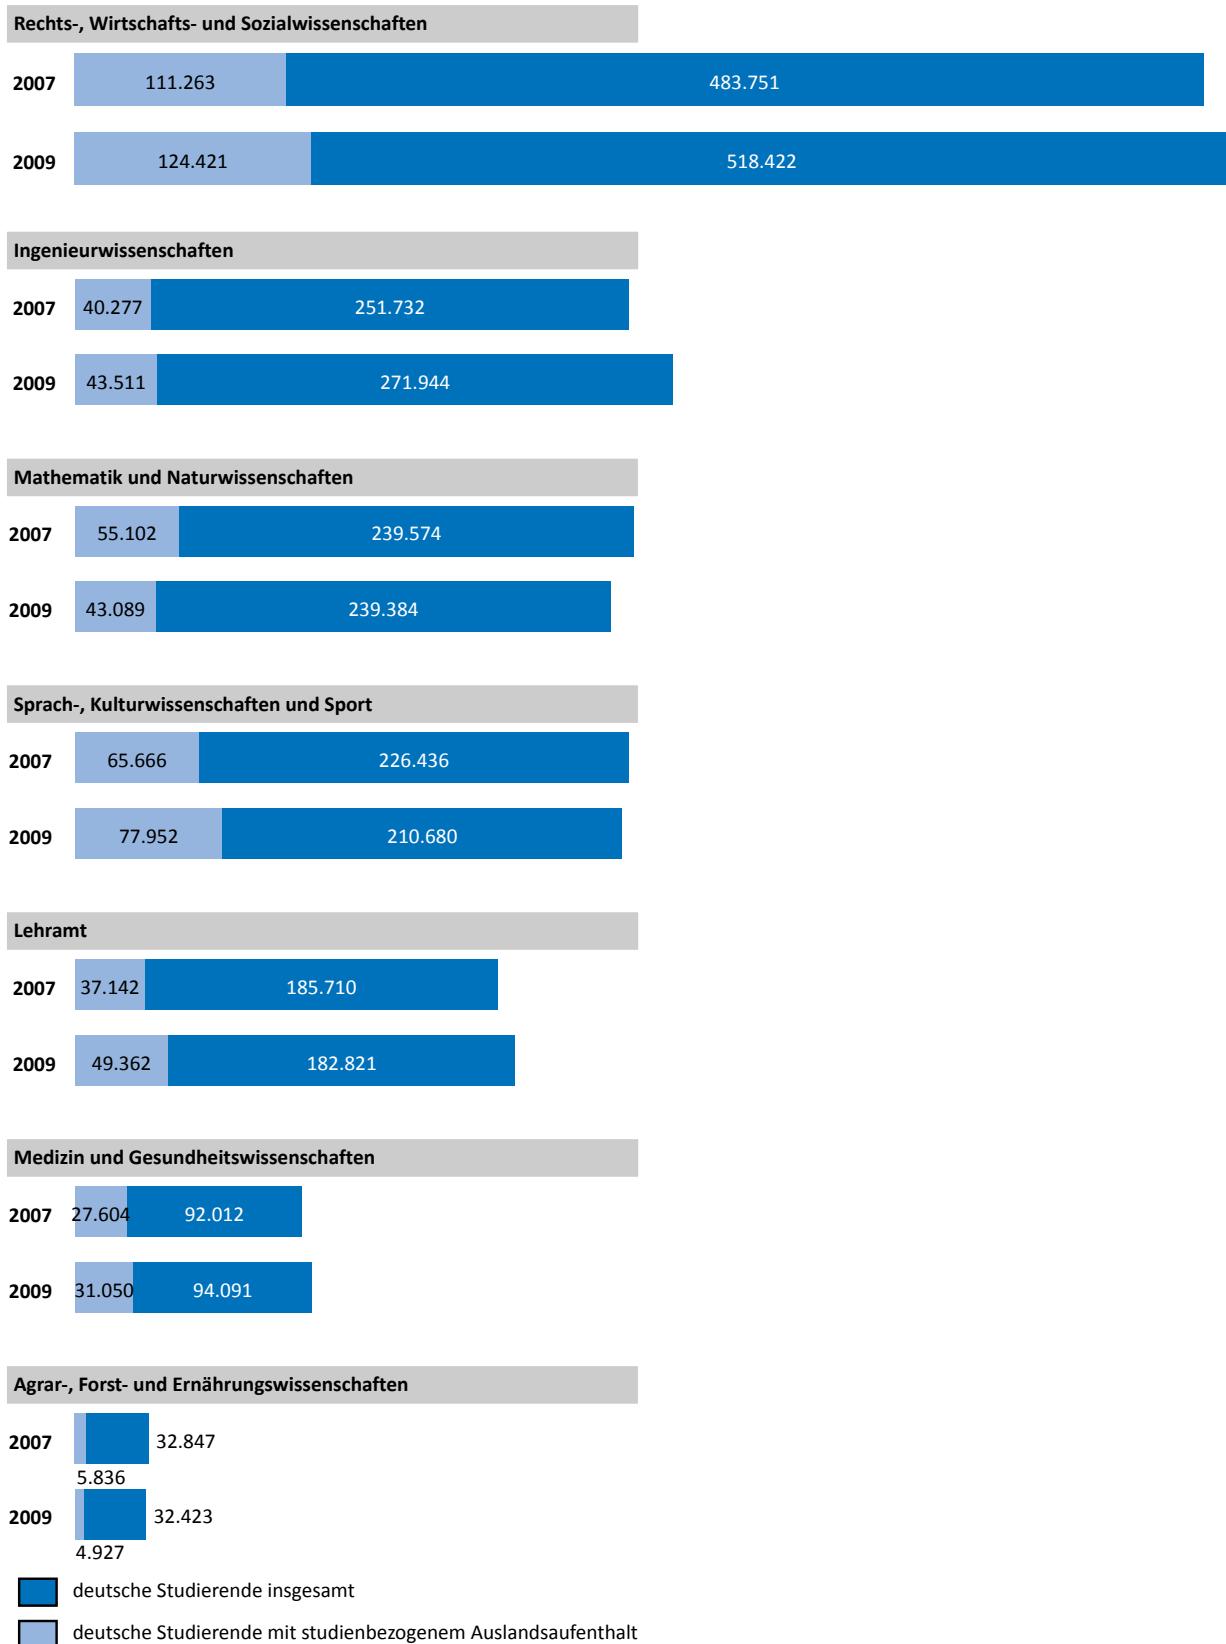 Rechts-, Wirtschafts- und Sozialwissenschaften
2007 111.263 483.751
2009 124.421 518.422
Ingenieurwissenschaften
2007 40.277 251.732
2009 43.511 271.944
Mathematik und Naturwissenschaften
2007 55.102 239.574
2009 43.089 239.384
Sprach-, Kulturwissenschaften und Sport
2007 65.666 226.436
2009 77.952 210.680
Lehramt
2007 37.142 185.710
2009 49.362 182.821
Medizin und Gesundheitswissenschaften
2007 27.604 92.012
2009 31.050 94.091
Agrar-, Forst- und Ernährungswissenschaften
2007 32.847
5.836
2009 32.423
4.927
deutsche Studierende insgesamt
deutsche Studierende mit studienbezogenem Auslandsaufenthalt